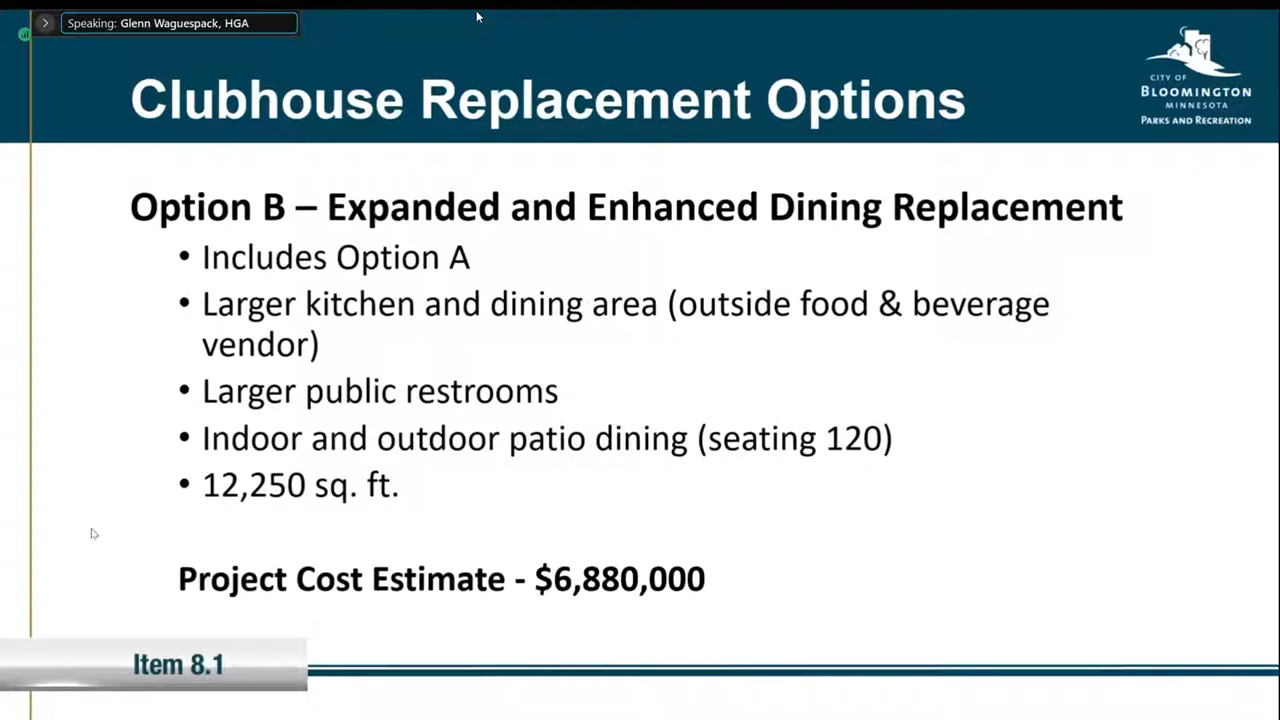 Speaking: Glenn Waguespack, HGA
Clubhouse Replacement Options
CITY OF
BLOOMINGTON
MINNESOTA
PARKS AND RECREATION
Option B – Expanded and Enhanced Dining Replacement
• Includes Option A
• Larger kitchen and dining area (outside food & beverage
vendor)
• Larger public restrooms
• Indoor and outdoor patio dining (seating 120)
• 12,250 sq. ft.
Project Cost Estimate - $6,880,000
Item 8.1